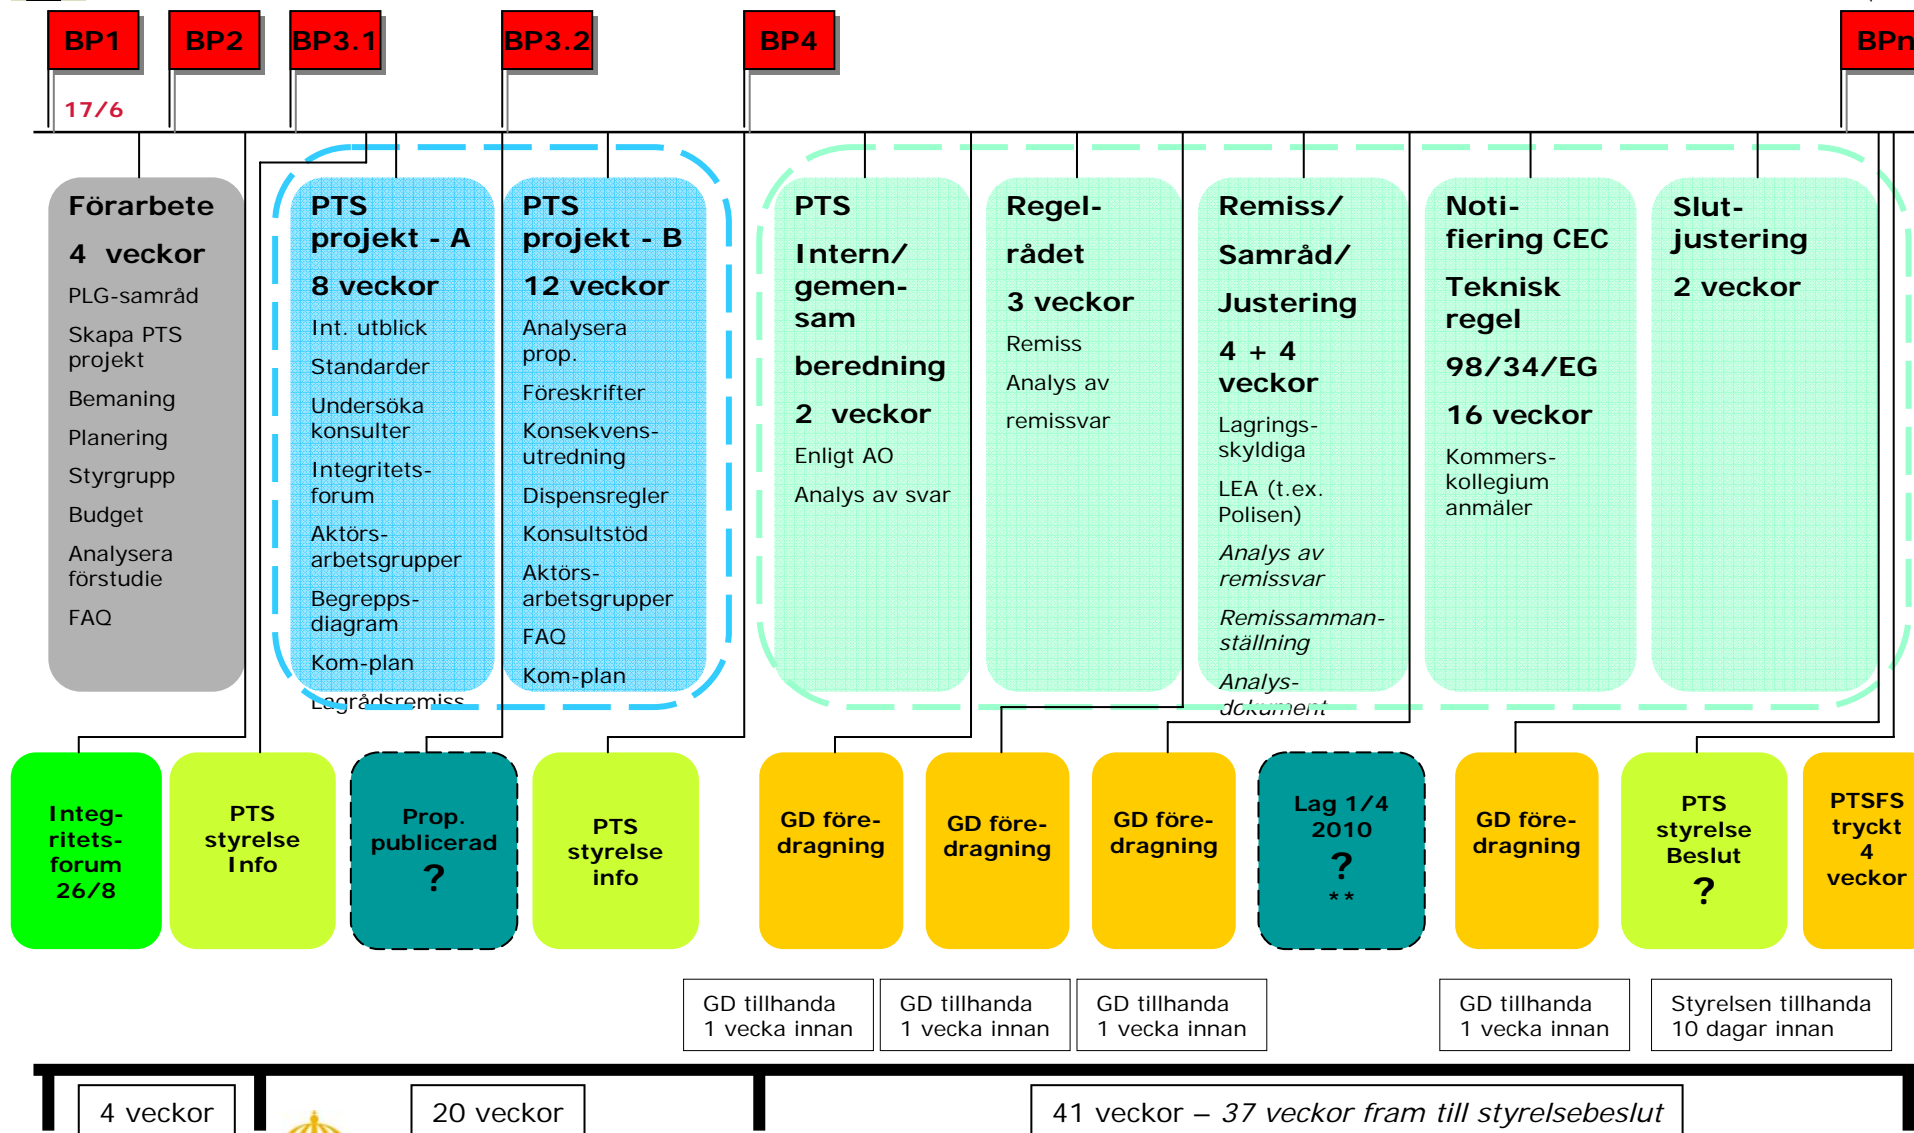 BP1
BP2
BP3.1
BP3.2
BP4
BPn
17/6
Förarbete
4 veckor
PLG-samråd
Skapa PTS
projekt
Bemaning
Planering
Styrgrupp
Budget
Analysera
förstudie
FAQ
PTS
projekt - A
8 veckor
Int. utblick
Standarder
Undersöka
konsulter
Integritets-
forum
Aktörs-
arbetsgrupper
Begrepps-
diagram
Kom-plan
Lagrådsremiss
PTS
projekt - B
12 veckor
Analysera
prop.
Föreskrifter
Konsekvens-
utredning
Dispensregler
Konsultstöd
Aktörs-
arbetsgrupper
FAQ
Kom-plan
PTS
Intern/
gemen-
sam
beredning
2 veckor
Enligt AO
Analys av svar
Regel-
rådet
3 veckor
Remiss
Analys av
remissvar
Remiss/
Samråd/
Justering
4 + 4
veckor
Lagrings-
skyldiga
LEA (t.ex.
Polisen)
Analys av
remissvar
Remissamman-
ställning
Analys-
dokument
Noti-
fiering CEC
Teknisk
regel
98/34/EG
16 veckor
Kommers-
kollegium
anmäler
Slut-
justering
2 veckor
Integ-
ritets-
forum
26/8
PTS
styrelse
Info
Prop.
publicerad
?
PTS
styrelse
info
GD före-
dragning
GD före-
dragning
GD före-
dragning
Lag 1/4
2010
?
**
GD före-
dragning
PTS
styrelse
Beslut
?
PTSFS
tryckt
4
veckor
GD tillhanda
1 vecka innan
GD tillhanda
1 vecka innan
GD tillhanda
1 vecka innan
GD tillhanda
1 vecka innan
Styrelsen tillhanda
10 dagar innan
4 veckor
20 veckor
41 veckor – 37 veckor fram till styrelsebeslut